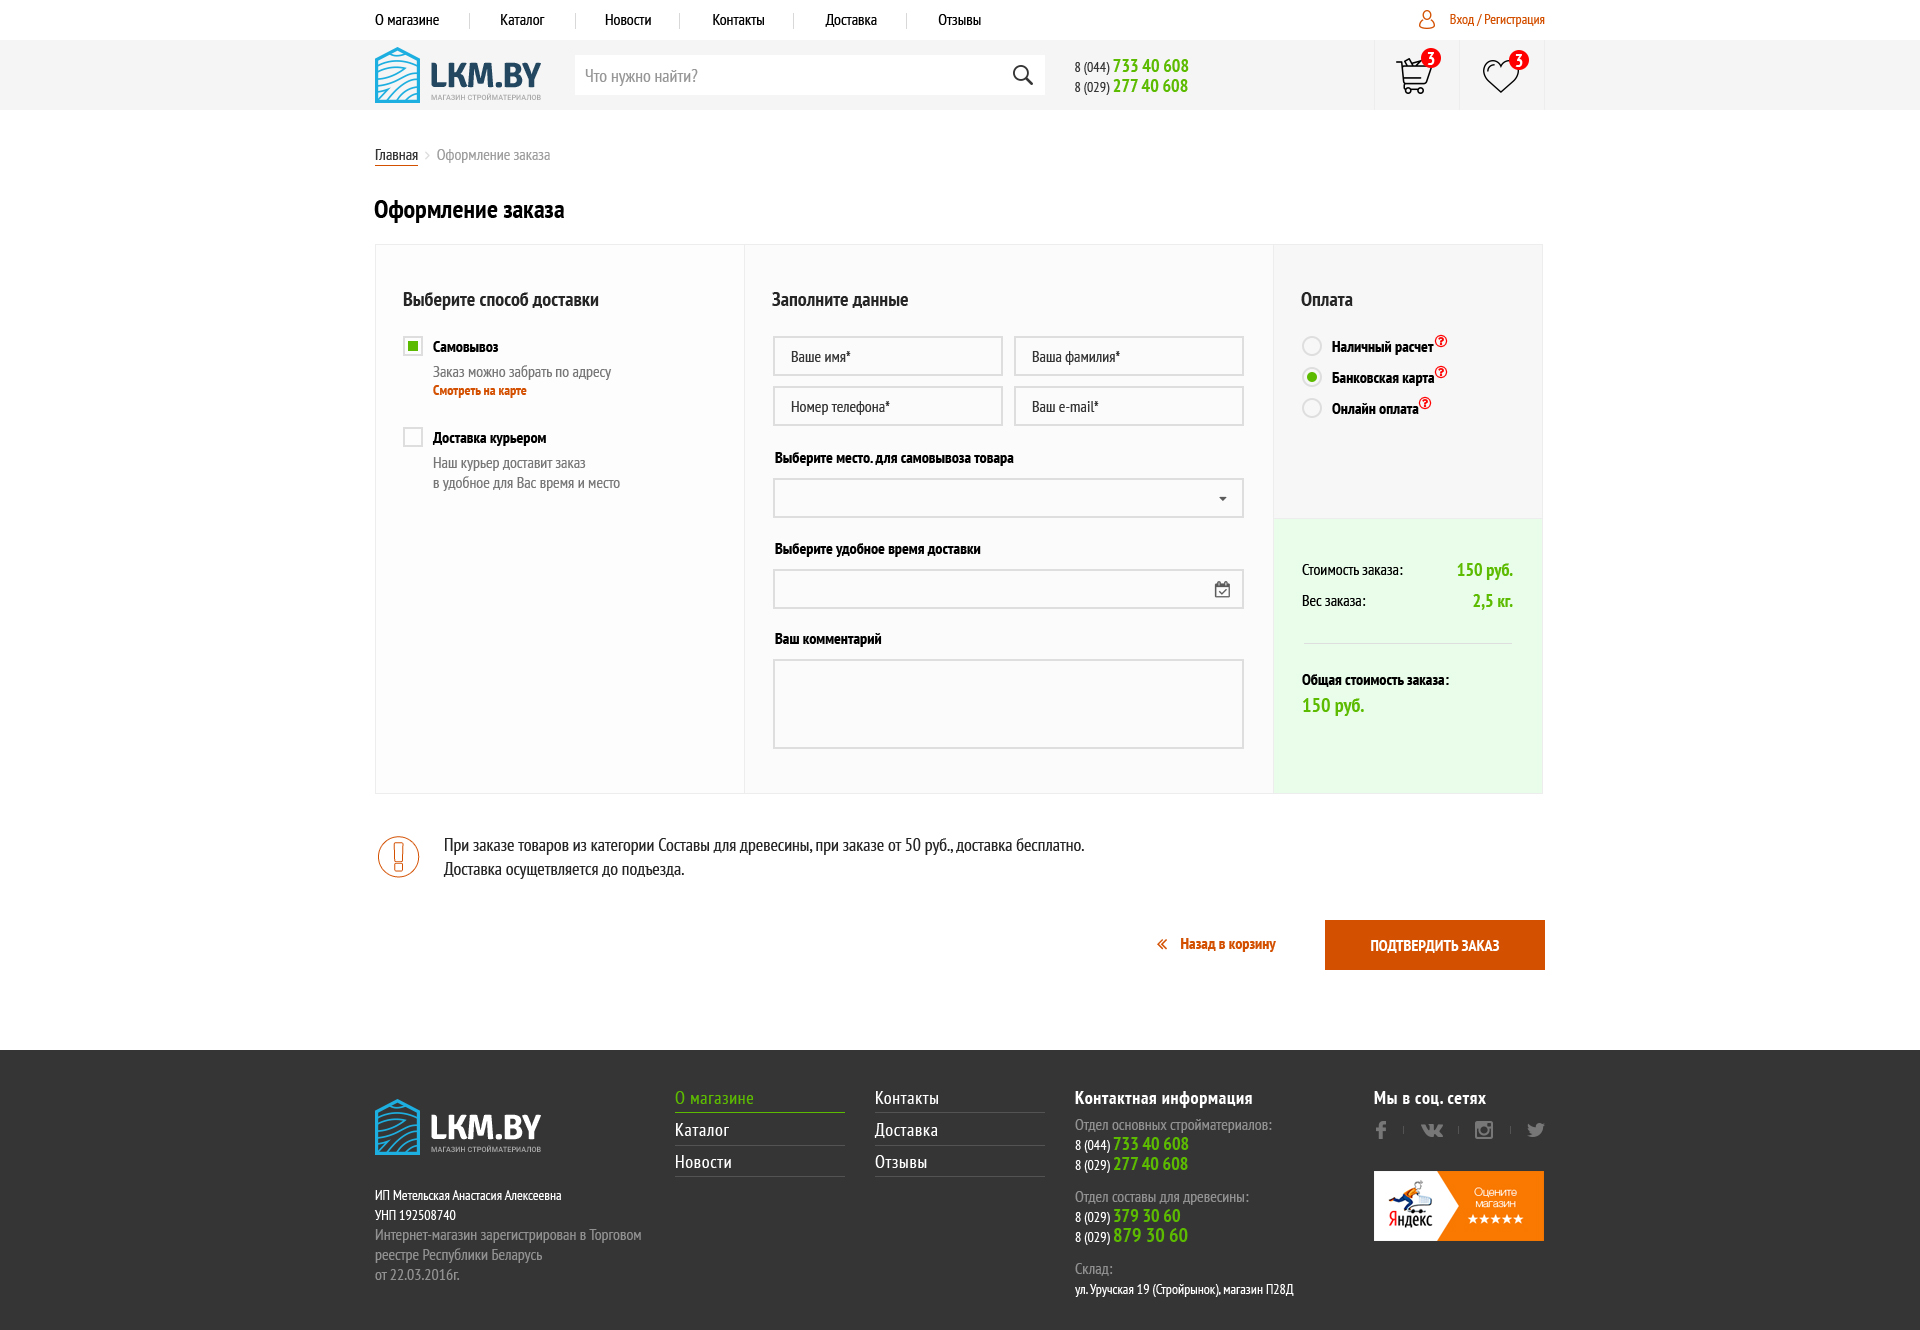 О магазине
Каталог
Новости
Контакты
Доставка
Отзывы
Вход / Регистрация
LKM.BY
МАГАЗИН СТРОЙМАТЕРИАЛОВ
Что нужно найти?
8 (044) 733 40 608
8 (029) 277 40 608
3
3
Главная
Оформление заказа
Оформление заказа
Выберите способ доставки
Самовывоз
Заказ можно забрать по адресу
Смотреть на карте
Доставка курьером
Наш курьер доставит заказ
в удобное для Вас время и место
Заполните данные
Ваше имя*
Ваша фамилия*
Номер телефона*
Ваш e-mail*
Выберите место. для самовывоза товара
Выберите удобное время доставки
Ваш комментарий
Оплата
Наличный расчет ?
Банковская карта ?
Онлайн оплата ?
Стоимость заказа: 150 руб.
Вес заказа: 2,5 кг.
Общая стоимость заказа:
150 руб.
При заказе товаров из категории Составы для древесины, при заказе от 50 руб., доставка бесплатно.
Доставка осущетвляется до подъезда.
Назад в корзину
ПОДТВЕРДИТЬ ЗАКАЗ
LKM.BY
МАГАЗИН СТРОЙМАТЕРИАЛОВ
ИП Метельская Анастасия Алексеевна
УНП 192508740
Интернет-магазин зарегистрирован в Торговом
реестре Республики Беларусь
от 22.03.2016г.
О магазине
Каталог
Новости
Контакты
Доставка
Отзывы
Контактная информация
Отдел основных стройматериалов:
8 (044) 733 40 608
8 (029) 277 40 608
Отдел составы для древесины:
8 (029) 379 30 60
8 (029) 879 30 60
Склад:
ул. Уручская 19 (Стройрынок), магазин П28Д
Мы в соц. сетях
Яндекс
Оцените
магазин